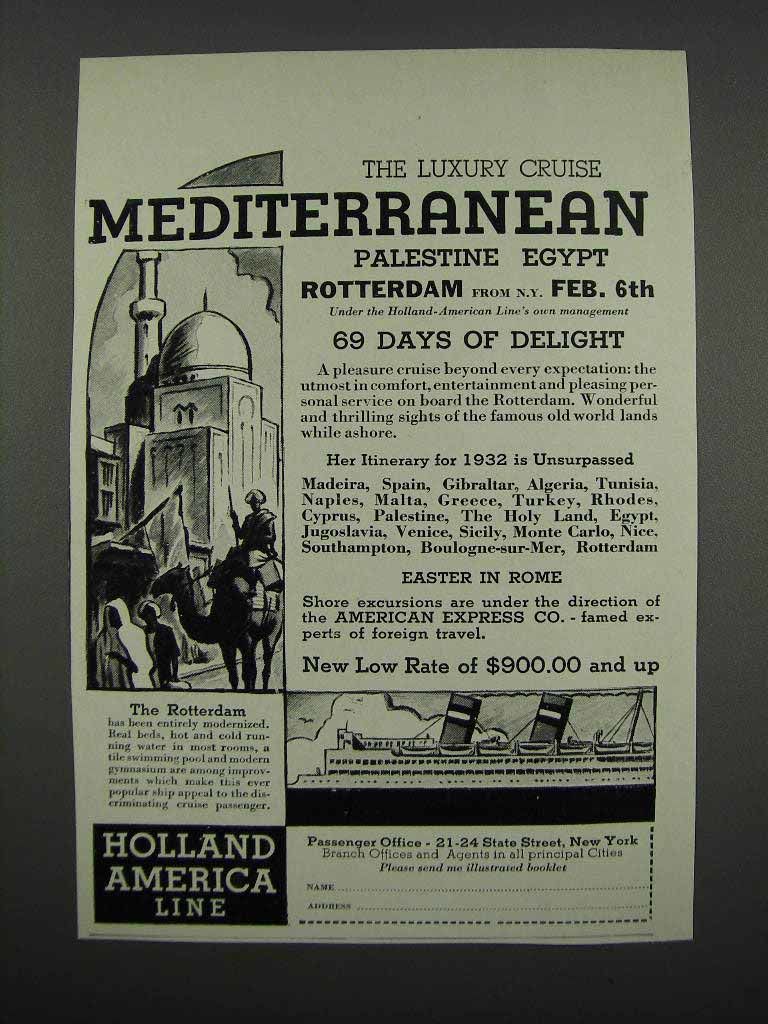 THE LUXURY CRUISE
MEDITERRANEAN
PALESTINE EGYPT
ROTTERDAM FROM N.Y. FEB. 6th
Under the Holland-American Line's own management
69 DAYS OF DELIGHT
A pleasure cruise beyond every expectation: the
utmost in comfort, entertainment and pleasing per-
sonal service on board the Rotterdam. Wonderful
and thrilling sights of the famous old world lands
while ashore.
Her Itinerary for 1932 is Unsurpassed
Madeira, Spain, Gibraltar, Algeria, Tunisia,
Naples, Malta, Greece, Turkey, Rhodes,
Cyprus, Palestine, The Holy Land, Egypt,
Jugoslavia, Venice, Sicily, Monte Carlo, Nice,
Southampton, Boulogne-sur-Mer, Rotterdam
EASTER IN ROME
Shore excursions are under the direction of
the AMERICAN EXPRESS CO. - famed ex-
perts of foreign travel.
New Low Rate of $900.00 and up
The Rotterdam
has been entirely modernized.
Real beds, hot and cold run-
ning water in most rooms, a
tile swimming pool and modern
gymnasium are among improv-
ments which make this ever
popular ship appeal to the dis-
criminating cruise passenger.
HOLLAND
AMERICA
LINE
Passenger Office - 21-24 State Street, New York
Branch Offices and Agents in all principal Cities
Please send me illustrated booklet
NAME
ADDRESS